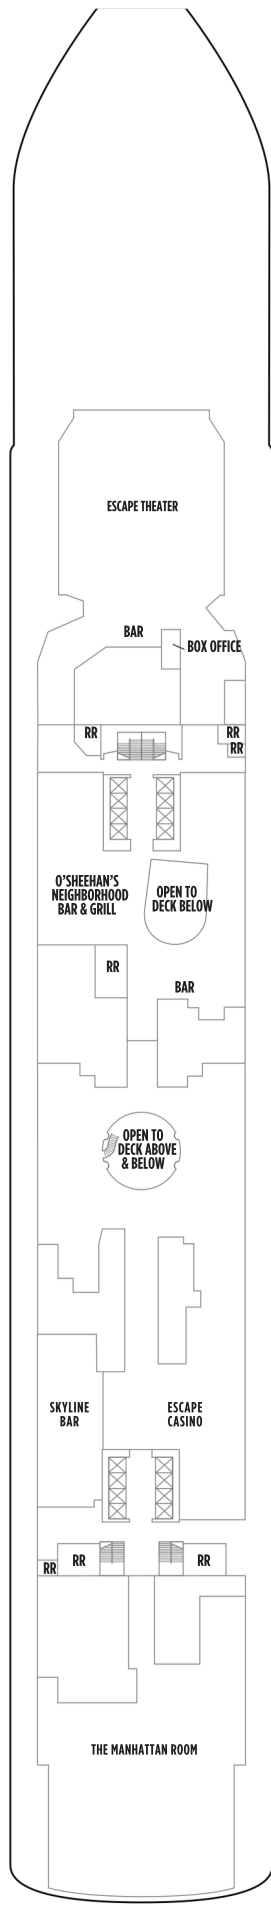 ESCAPE THEATER
BAR
BOX OFFICE
RR
RR
RR
O'SHEEHAN'S
NEIGHBORHOOD
BAR & GRILL
OPEN TO
DECK BELOW
RR
BAR
OPEN TO
DECK ABOVE
& BELOW
SKYLINE
BAR
ESCAPE
CASINO
RR
RR
RR
THE MANHATTAN ROOM